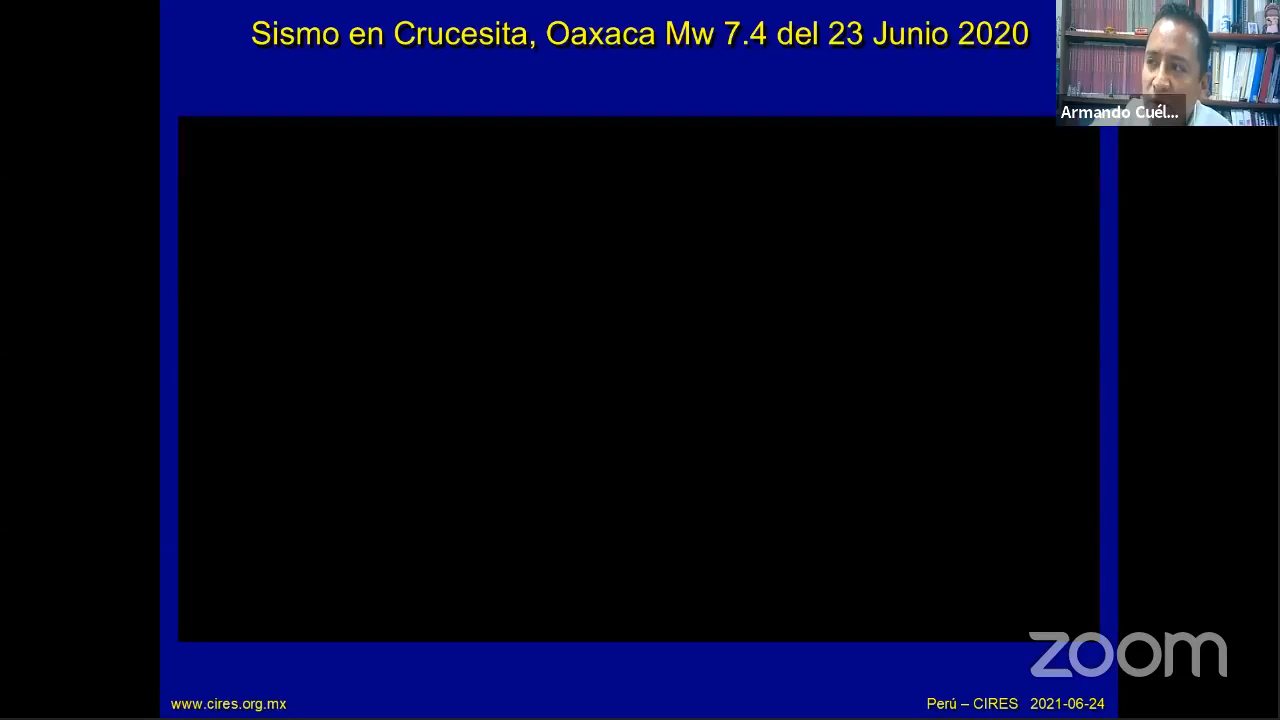 Sismo en Crucesita, Oaxaca Mw 7.4 del 23 Junio 2020
Armando Cuél...
zoom
www.cires.org.mx
Perú – CIRES 2021-06-24